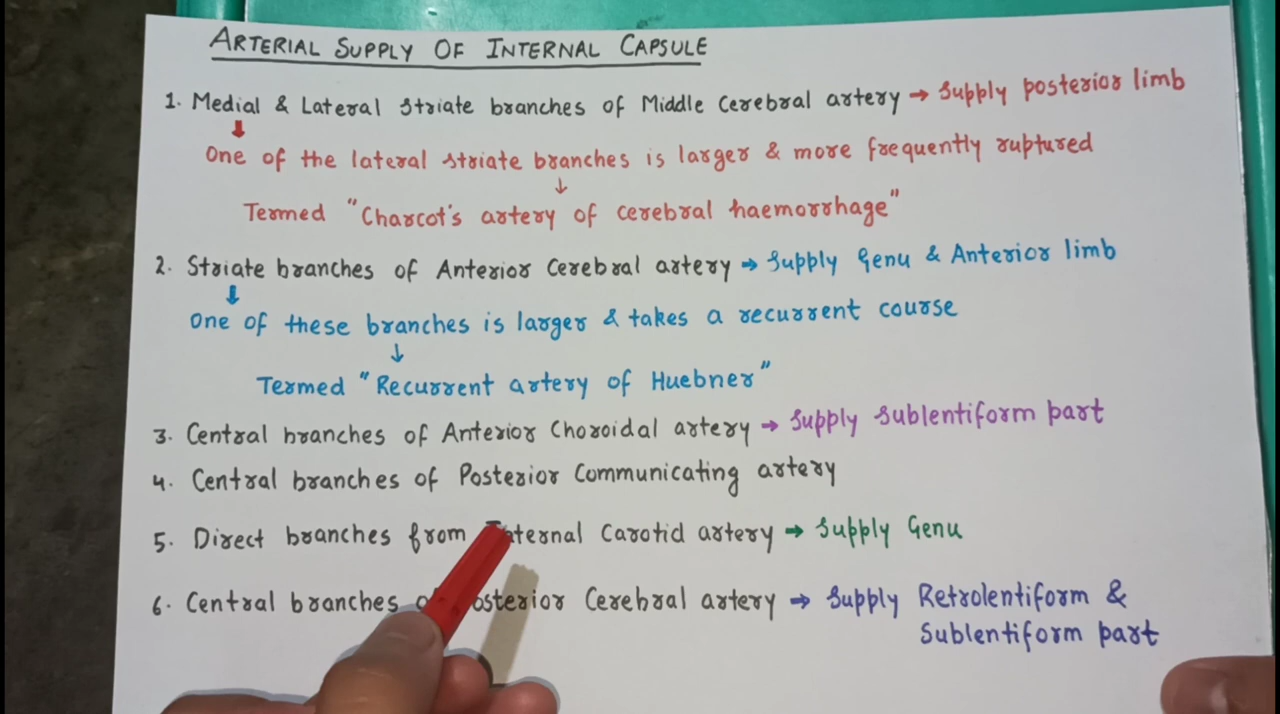 ARTERIAL SUPPLY OF INTERNAL CAPSULE
1. Medial & Lateral Striate branches of Middle Cerebral artery → Supply posterior limb
↓
One of the lateral striate branches is larger & more frequently ruptured
↓
Termed "Charcot's artery of cerebral haemorrhage"
2. Striate branches of Anterior Cerebral artery → Supply Genu & Anterior limb
↓
One of these branches is larger & takes a recurrent course
↓
Termed "Recurrent artery of Huebner"
3. Central branches of Anterior Choroidal artery → Supply Sublentiform part
4. Central branches of Posterior Communicating artery
5. Direct branches from Internal Carotid artery → Supply Genu
6. Central branches of Posterior Cerebral artery → Supply Retrolentiform &
Sublentiform part